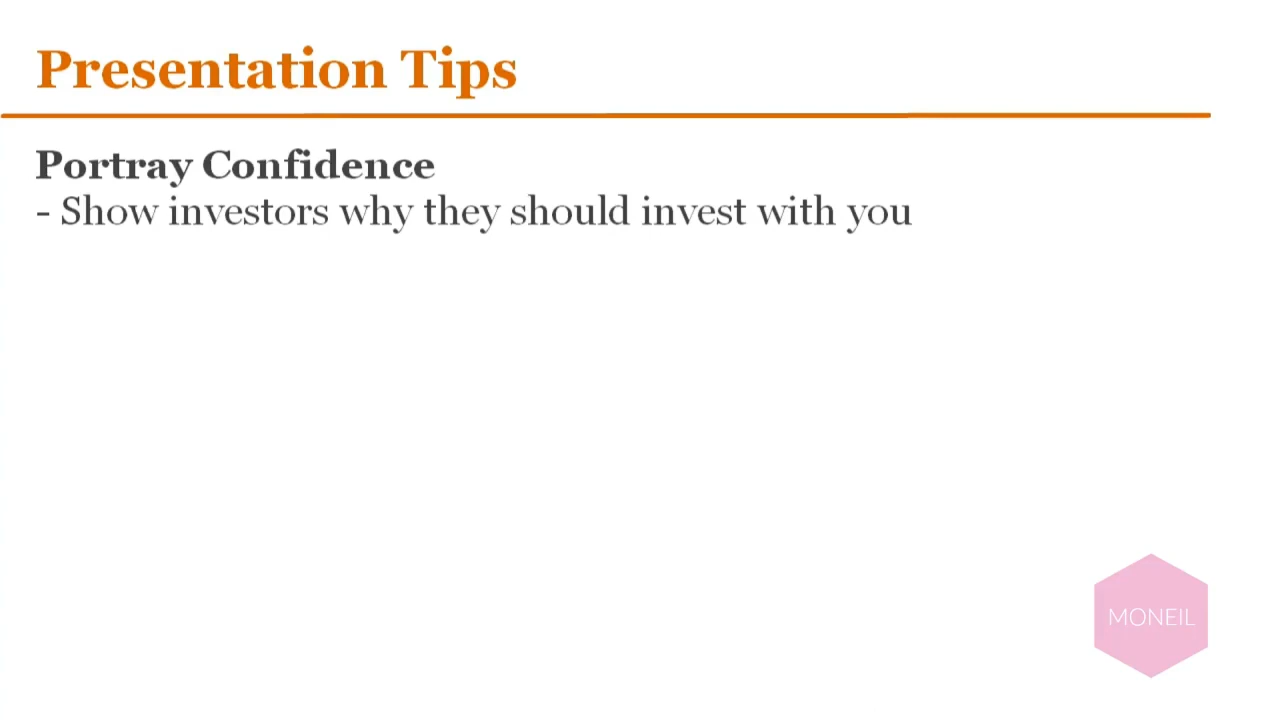 Presentation Tips
Portray Confidence
- Show investors why they should invest with you
MONEIL